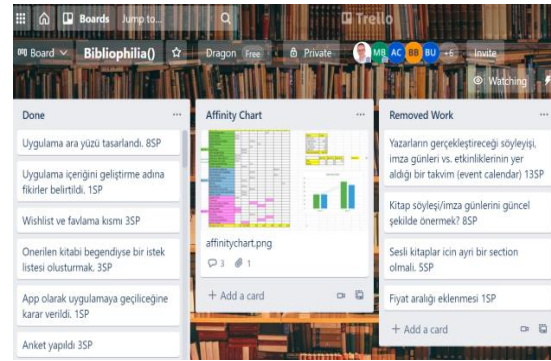 Boards
Jump to...
Trello
Board
Bibliophilia()
Dragon
Free
Private
MB AC BB BU +6
Invite
Watching
Done
Uygulama ara yüzü tasarlandı. 8SP
Uygulama içeriğini geliştirme adına
fikirler belirtildi. 1SP
Wishlist ve favlama kısmı 3SP
Onerilen kitabi begendiyse bir istek
listesi olusturmak. 3SP
App olarak uygulamaya geçiliceğine
karar verildi. 1SP
Anket yapıldı 3SP
Affinity Chart
affinitychart.png
3 1
+ Add a card
Removed Work
Yazarların gerçekleştireceği söyleyişi,
imza günleri vs. etkinliklerinin yer
aldığı bir takvim (event calendar) 13SP
Kitap söyleşi/imza günlerini güncel
şekilde önermek? 8SP
Sesli kitaplar icin ayri bir section
olmali. 5SP
Fiyat aralığı eklenmesi 1SP
+ Add a card